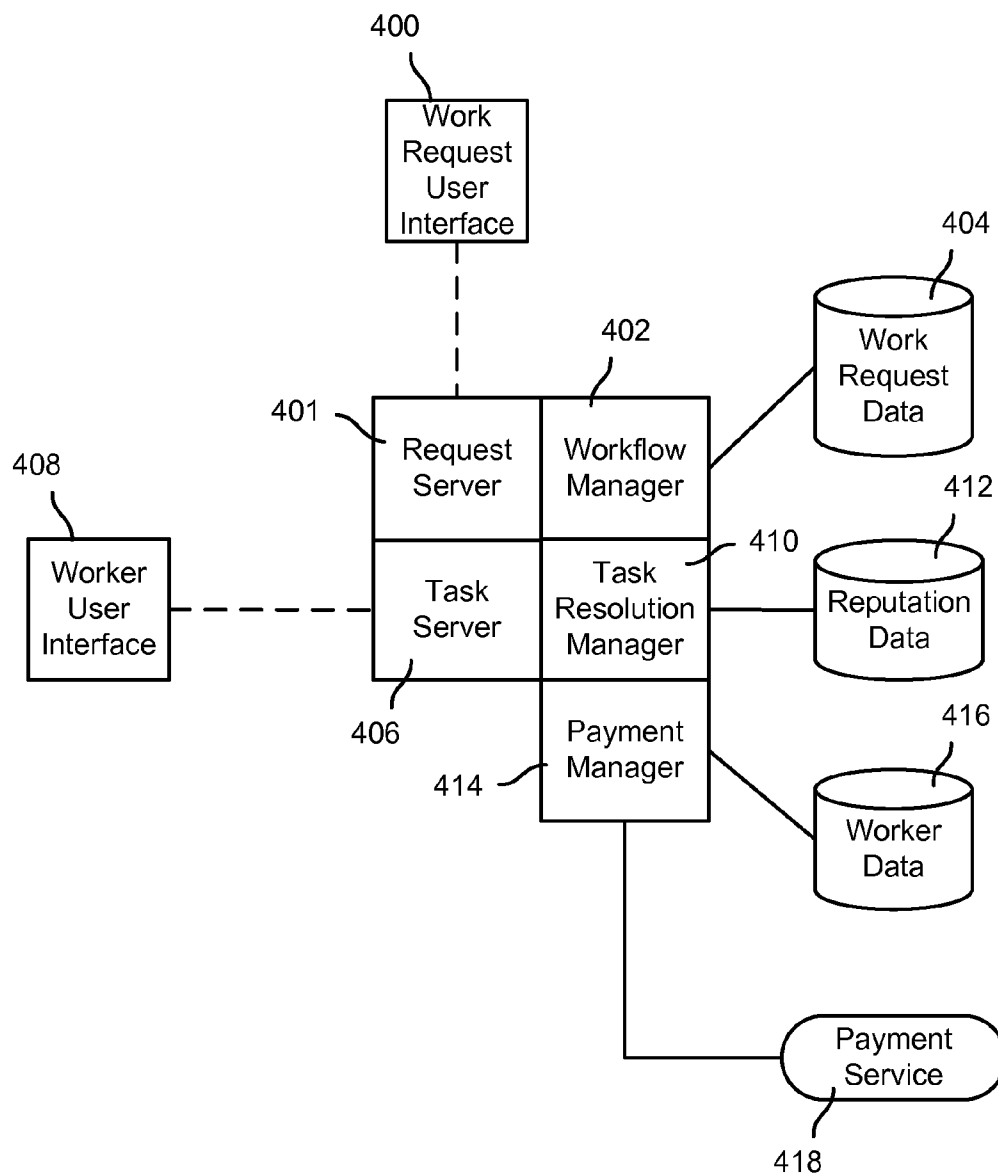 400
Work
Request
User
Interface
404
Work
Request
Data
402
401
Request
Server
Workflow
Manager
408
Worker
User
Interface
412
Reputation
Data
410
Task
Server
Task
Resolution
Manager
406
416
Worker
Data
Payment
Manager
414
Payment
Service
418